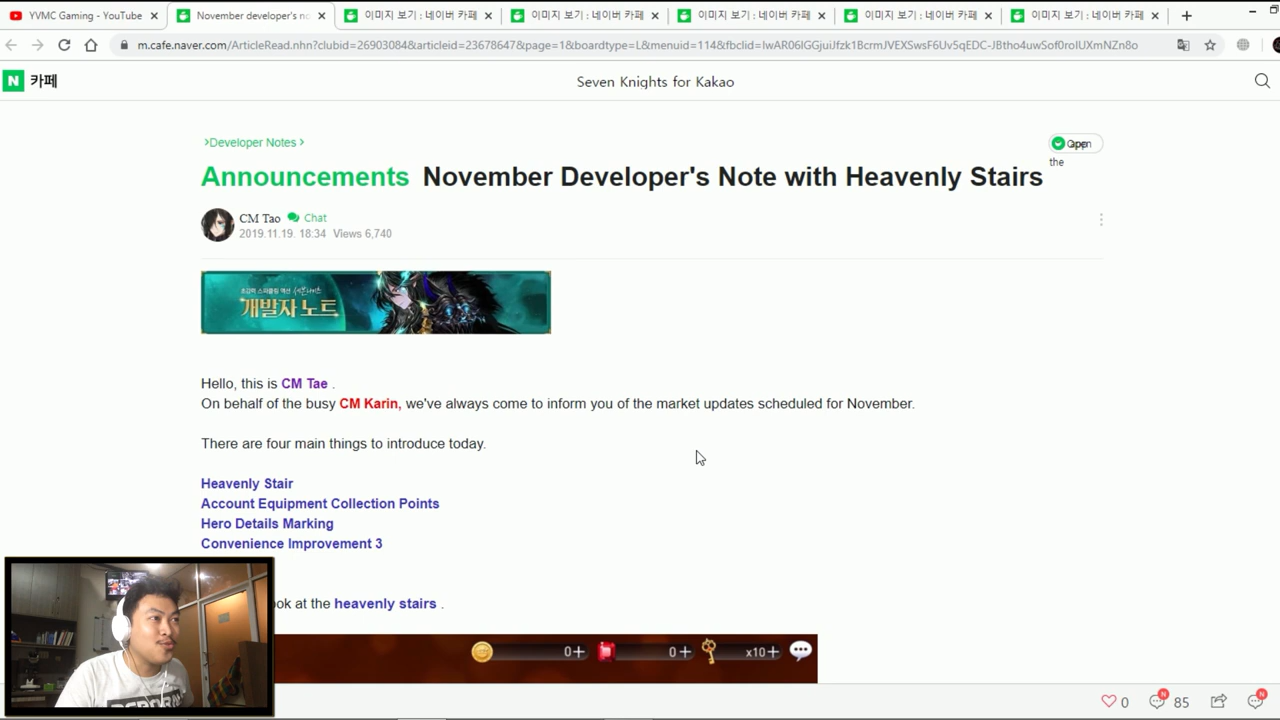 YVMC Gaming - YouTube
November developer's no
이미지 보기 : 네이버 카페
이미지 보기 : 네이버 카페
이미지 보기 : 네이버 카페
이미지 보기 : 네이버 카페
이미지 보기 : 네이버 카페
m.cafe.naver.com/ArticleRead.nhn?clubid=26903084&articleid=23678647&page=1&boardtype=L&menuid=114&fbclid=IwAR06IGGjuiJfzk1BcrmJVEXSwsF6Uv5qEDC-JBtho4uwSof0roIUXmNZn8o
N 카페
Seven Knights for Kakao
Developer Notes
Open
the
Announcements November Developer's Note with Heavenly Stairs
CM Tao Chat
2019.11.19. 18:34 Views 6,740
개발자 노트
Hello, this is CM Tae .
On behalf of the busy CM Karin, we've always come to inform you of the market updates scheduled for November.
There are four main things to introduce today.
Heavenly Stair
Account Equipment Collection Points
Hero Details Marking
Convenience Improvement 3
ook at the heavenly stairs .
0+ 0+ x10+
0 85